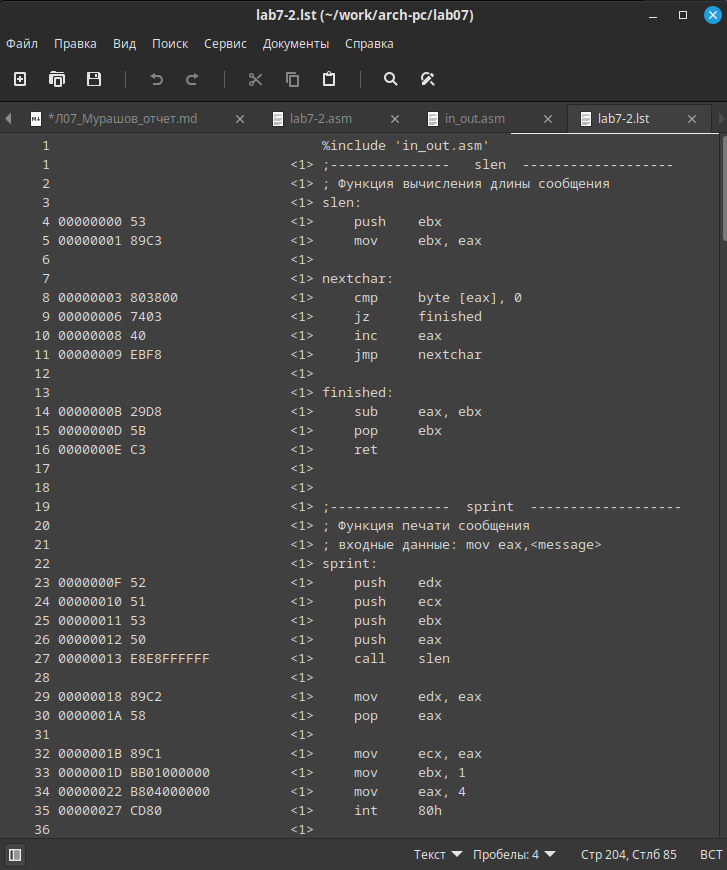 lab7-2.lst (~/work/arch-pc/lab07)
Файл Правка Вид Поиск Сервис Документы Справка
*Л07_Мурашов_отчет.md lab7-2.asm in_out.asm lab7-2.lst
1 %include 'in_out.asm'
1 <1> ;--------------- slen -------------------
2 <1> ; Функция вычисления длины сообщения
3 <1> slen:
4 00000000 53 <1> push ebx
5 00000001 89C3 <1> mov ebx, eax
6 <1>
7 <1> nextchar:
8 00000003 803800 <1> cmp byte [eax], 0
9 00000006 7403 <1> jz finished
10 00000008 40 <1> inc eax
11 00000009 EBF8 <1> jmp nextchar
12 <1>
13 <1> finished:
14 0000000B 29D8 <1> sub eax, ebx
15 0000000D 5B <1> pop ebx
16 0000000E C3 <1> ret
17 <1>
18 <1>
19 <1> ;--------------- sprint -------------------
20 <1> ; Функция печати сообщения
21 <1> ; входные данные: mov eax,<message>
22 <1> sprint:
23 0000000F 52 <1> push edx
24 00000010 51 <1> push ecx
25 00000011 53 <1> push ebx
26 00000012 50 <1> push eax
27 00000013 E8E8FFFFFF <1> call slen
28 <1>
29 00000018 89C2 <1> mov edx, eax
30 0000001A 58 <1> pop eax
31 <1>
32 0000001B 89C1 <1> mov ecx, eax
33 0000001D BB01000000 <1> mov ebx, 1
34 00000022 B804000000 <1> mov eax, 4
35 00000027 CD80 <1> int 80h
36 <1>
Текст Пробелы: 4 Стр 204, Стлб 85 ВСТ